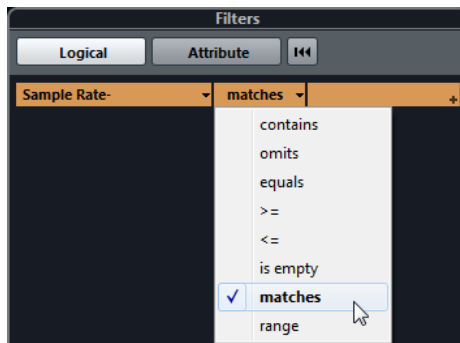 Filters
Logical Attribute
Sample Rate- matches +
contains
omits
equals
>=
<=
is empty
✓ matches
range